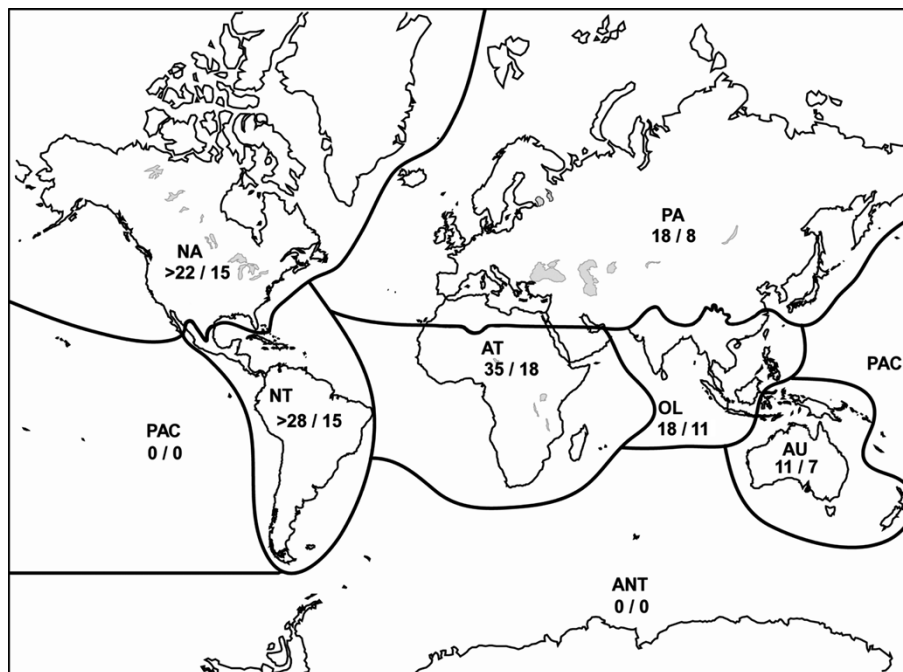 PA
18 / 8
NA
>22 / 15
AT
35 / 18
PAC
NT
>28 / 15
OL
18 / 11
PAC
0 / 0
AU
11 / 7
ANT
0 / 0